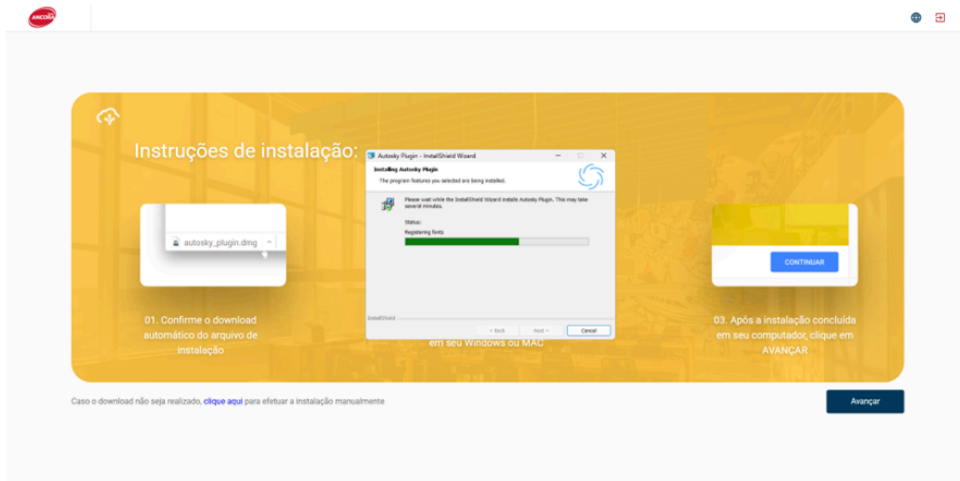 ANCORA
Instruções de instalação:
autosky_plugin.dmg
01. Confirme o download
automático do arquivo de
instalação
Autosky Plugin - InstallShield Wizard
Installing Autosky Plugin
The program features you selected are being installed.
Please wait while the InstallShield Wizard installs Autosky Plugin. This may take
several minutes.
Status:
Registering fonts
InstallShield
< Back
Next >
Cancel
em seu Windows ou MAC
CONTINUAR
03. Após a instalação concluída
em seu computador, clique em
AVANÇAR
Caso o download não seja realizado, clique aqui para efetuar a instalação manualmente
Avançar